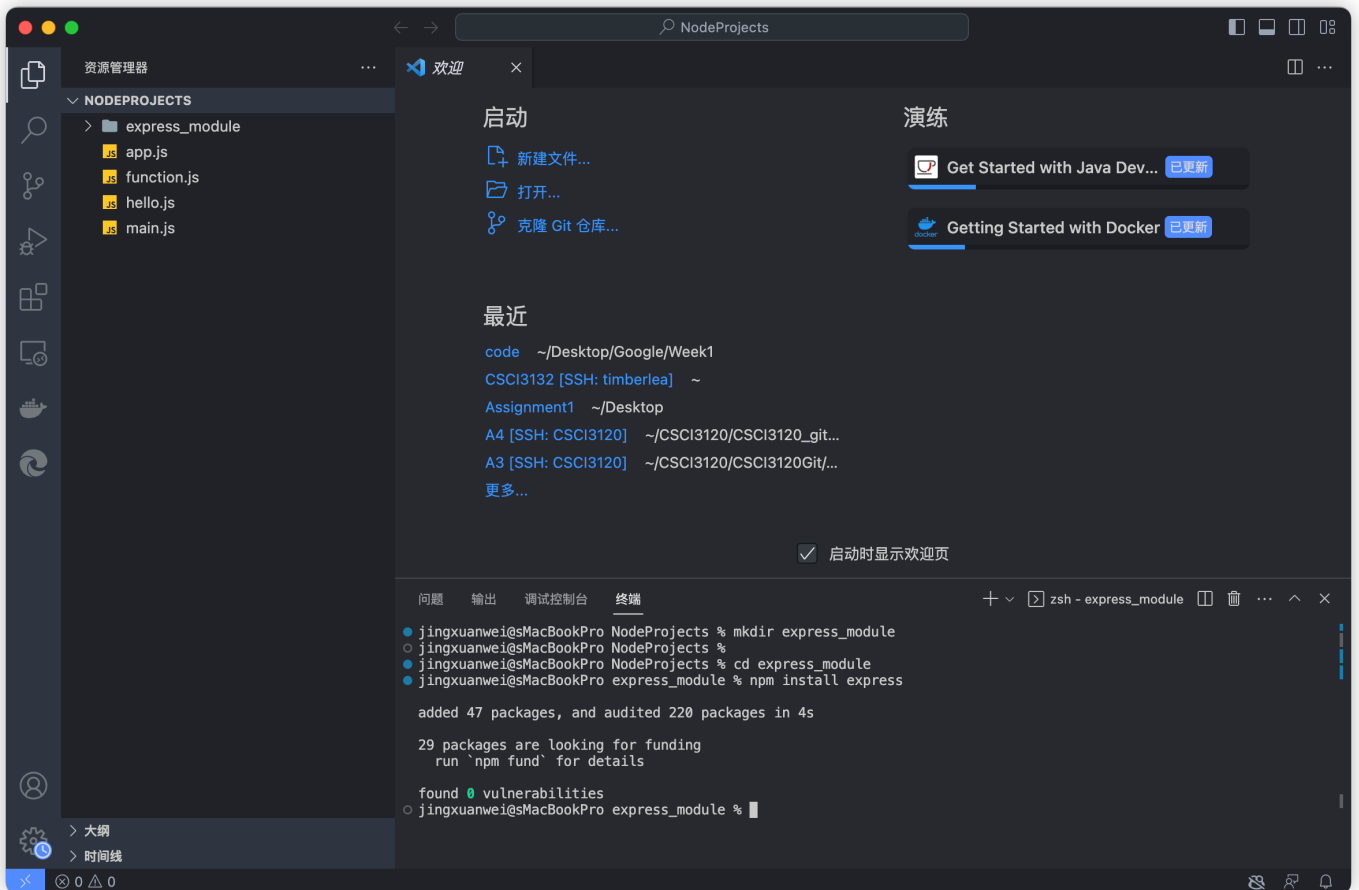 NodeProjects
资源管理器
欢迎
NODEPROJECTS
express_module
JS app.js
JS function.js
JS hello.js
JS main.js
启动
新建文件...
打开...
克隆 Git 仓库...
演练
Get Started with Java Dev... 已更新
docker Getting Started with Docker 已更新
最近
code ~/Desktop/Google/Week1
CSCI3132 [SSH: timberlea] ~
Assignment1 ~/Desktop
A4 [SSH: CSCI3120] ~/CSCI3120/CSCI3120_git...
A3 [SSH: CSCI3120] ~/CSCI3120/CSCI3120Git/...
更多...
启动时显示欢迎页
问题 输出 调试控制台 终端 zsh - express_module
jingxuanwei@sMacBookPro NodeProjects % mkdir express_module
jingxuanwei@sMacBookPro NodeProjects %
jingxuanwei@sMacBookPro NodeProjects % cd express_module
jingxuanwei@sMacBookPro express_module % npm install express
added 47 packages, and audited 220 packages in 4s
29 packages are looking for funding
run `npm fund` for details
found 0 vulnerabilities
jingxuanwei@sMacBookPro express_module %
大纲
时间线
0 0